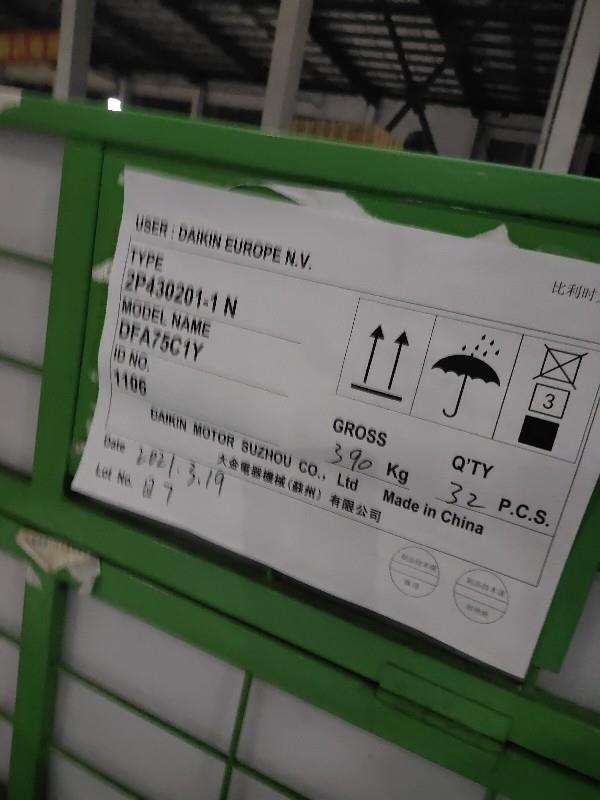 USER : DAIKIN EUROPE N.V.
比利时
TYPE
2P430201-1 N
MODEL NAME
DFA75C1Y
ID NO.
1106
3
GROSS
390 Kg
Q'TY
32 P.C.S.
DAIKIN MOTOR SUZHOU CO., Ltd
Made in China
大金電器機械(蘇州) 有限公司
Date 2021.3.19
Lot No.